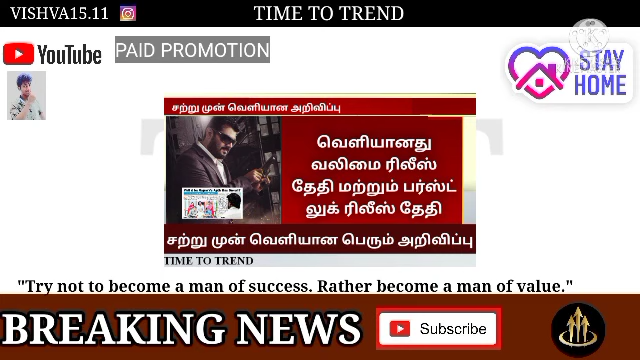 VISHVA15.11
TIME TO TREND
YouTube
PAID PROMOTION
STAY
HOME
சற்று முன் வெளியான அறிவிப்பு
வெளியானது
வலிமை ரிலீஸ்
தேதி மற்றும் பர்ஸ்ட்
லுக் ரிலீஸ் தேதி
சற்று முன் வெளியான பெரும் அறிவிப்பு
TIME TO TREND
"Try not to become a man of success. Rather become a man of value."
BREAKING NEWS
Subscribe